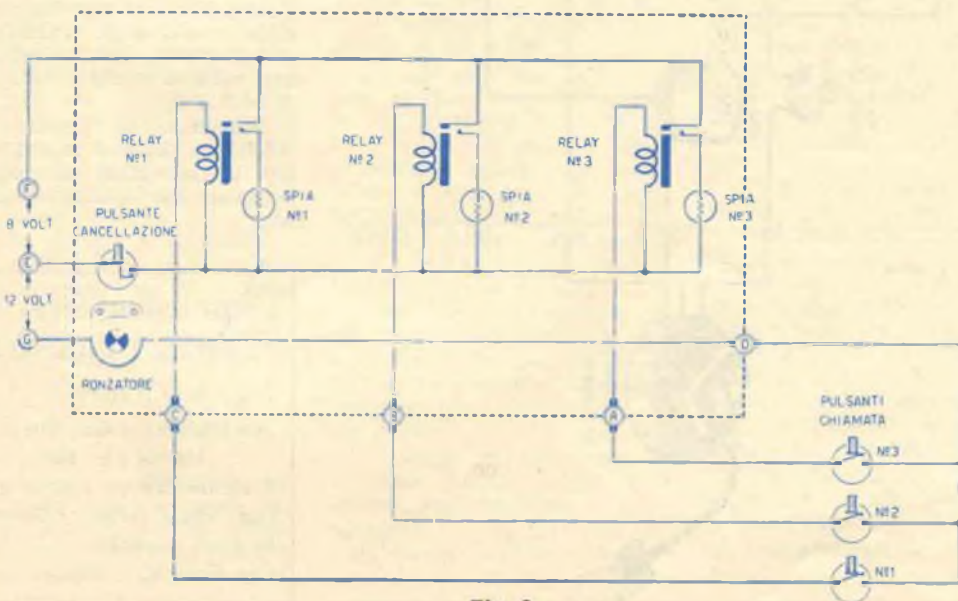 RELAY
Nº1
RELAY
Nº2
RELAY
Nº3
SPIA
Nº1
SPIA
Nº2
SPIA
Nº3
F
8 VOLT
PULSANTE
CANCELLAZIONE
E
12 VOLT
G
RONZATORE
D
C
B
A
PULSANTI
CHIAMATA
Nº3
Nº2
Nº1